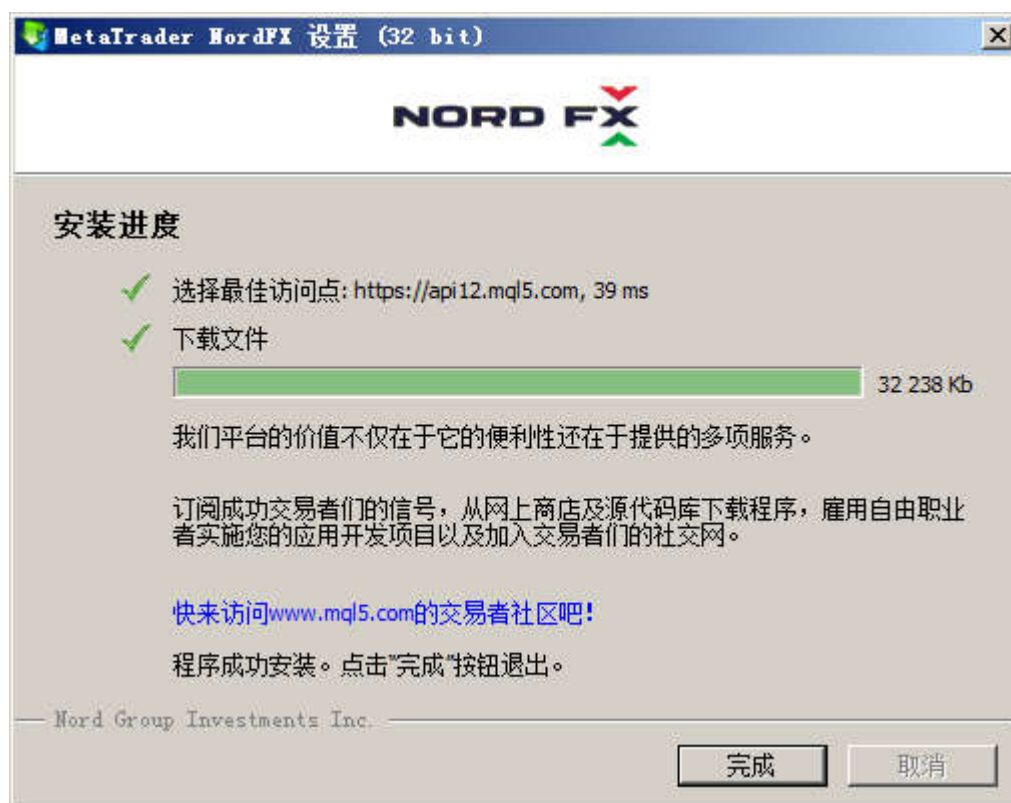 MetaTrader NordFX 设置 (32 bit)
NORD FX
安装进度
选择最佳访问点: https://api12.mql5.com, 39 ms
下载文件
32 238 Kb
我们平台的价值不仅在于它的便利性还在于提供的多项服务。
订阅成功交易者们的信号，从网上商店及源代码库下载程序，雇用自由职业
者实施您的应用开发项目以及加入交易者们的社交网。
快来访问www.mql5.com的交易者社区吧!
程序成功安装。点击"完成"按钮退出。
Nord Group Investments Inc.
完成
取消